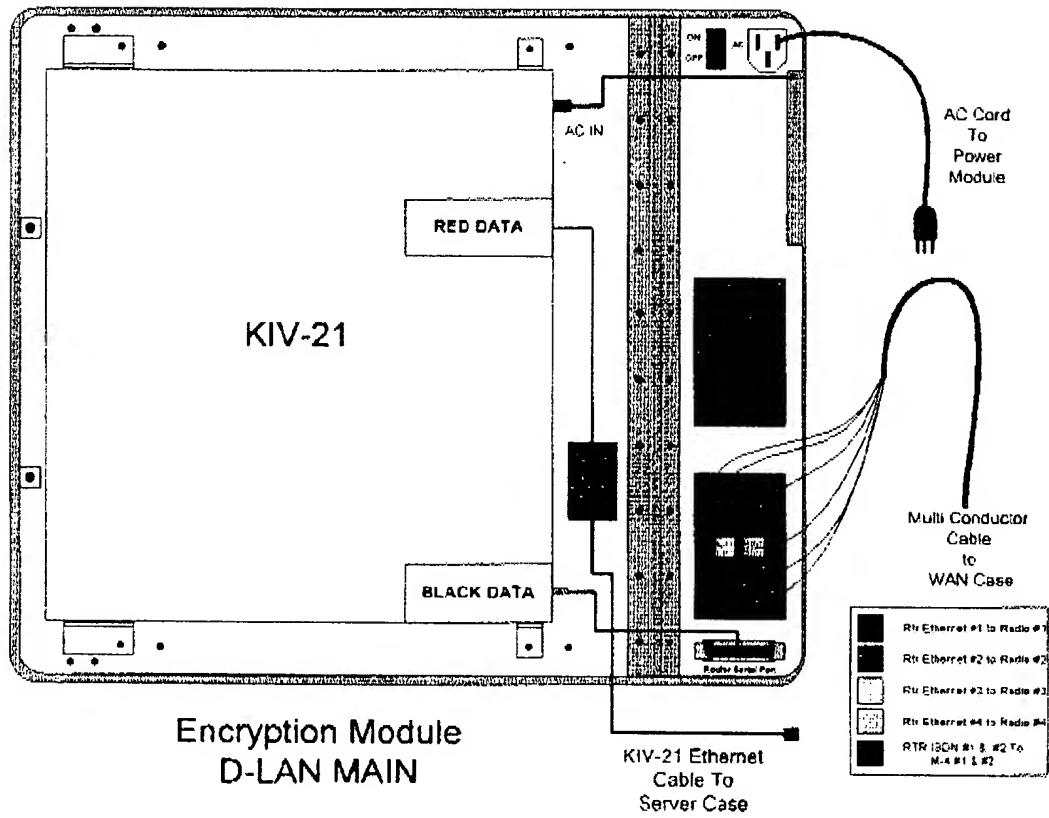 ON
OFF
AC
AC IN
AC Cord
To
Power
Module
RED DATA
KIV-21
Multi Conductor
Cable
to
WAN Case
BLACK DATA
Router Serial Port
Rtr Ethernet #1 to Radio #1
Rtr Ethernet #2 to Radio #2
Rtr Ethernet #3 to Radio #3
Rtr Ethernet #4 to Radio #4
RTR ISDN #1 & #2 To
#1 & #2
Encryption Module
D-LAN MAIN
KIV-21 Ethernet
Cable To
Server Case